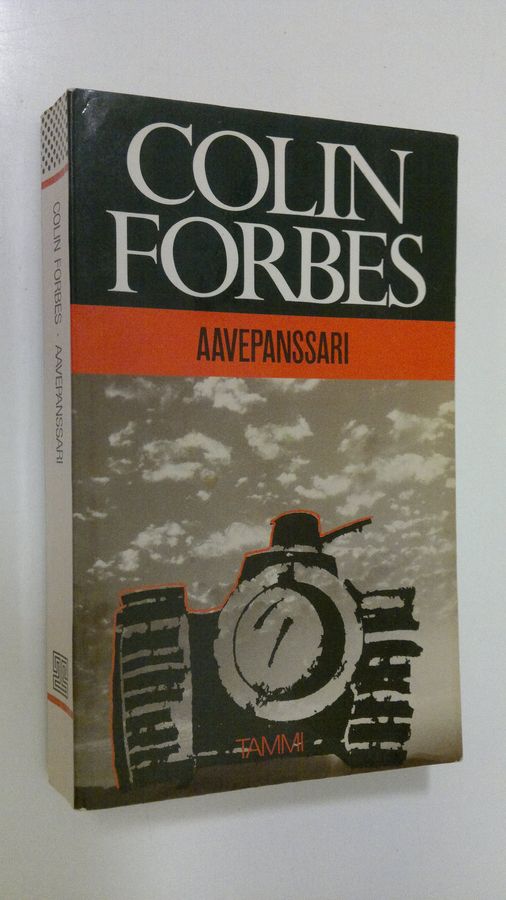 COLIN
FORBES
AAVEPANSSARI
TAMMI
COLIN FORBES · AAVEPANSSARI